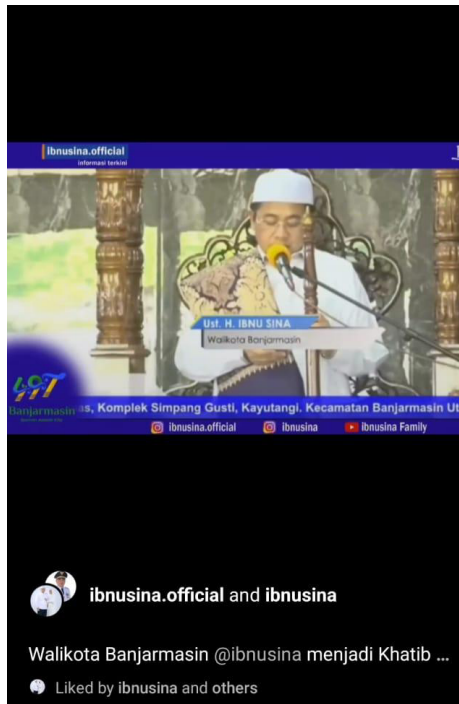 ibnusina.official
informasi terkini
Ust. H. IBNU SINA
Walikota Banjarmasin
Banjarmasin
as, Komplek Simpang Gusti, Kayutangi. Kecamatan Banjarmasin Ut
ibnusina.official ibnusina ibnusina Family
ibnusina.official and ibnusina
Walikota Banjarmasin @ibnusina menjadi Khatib ...
Liked by ibnusina and others